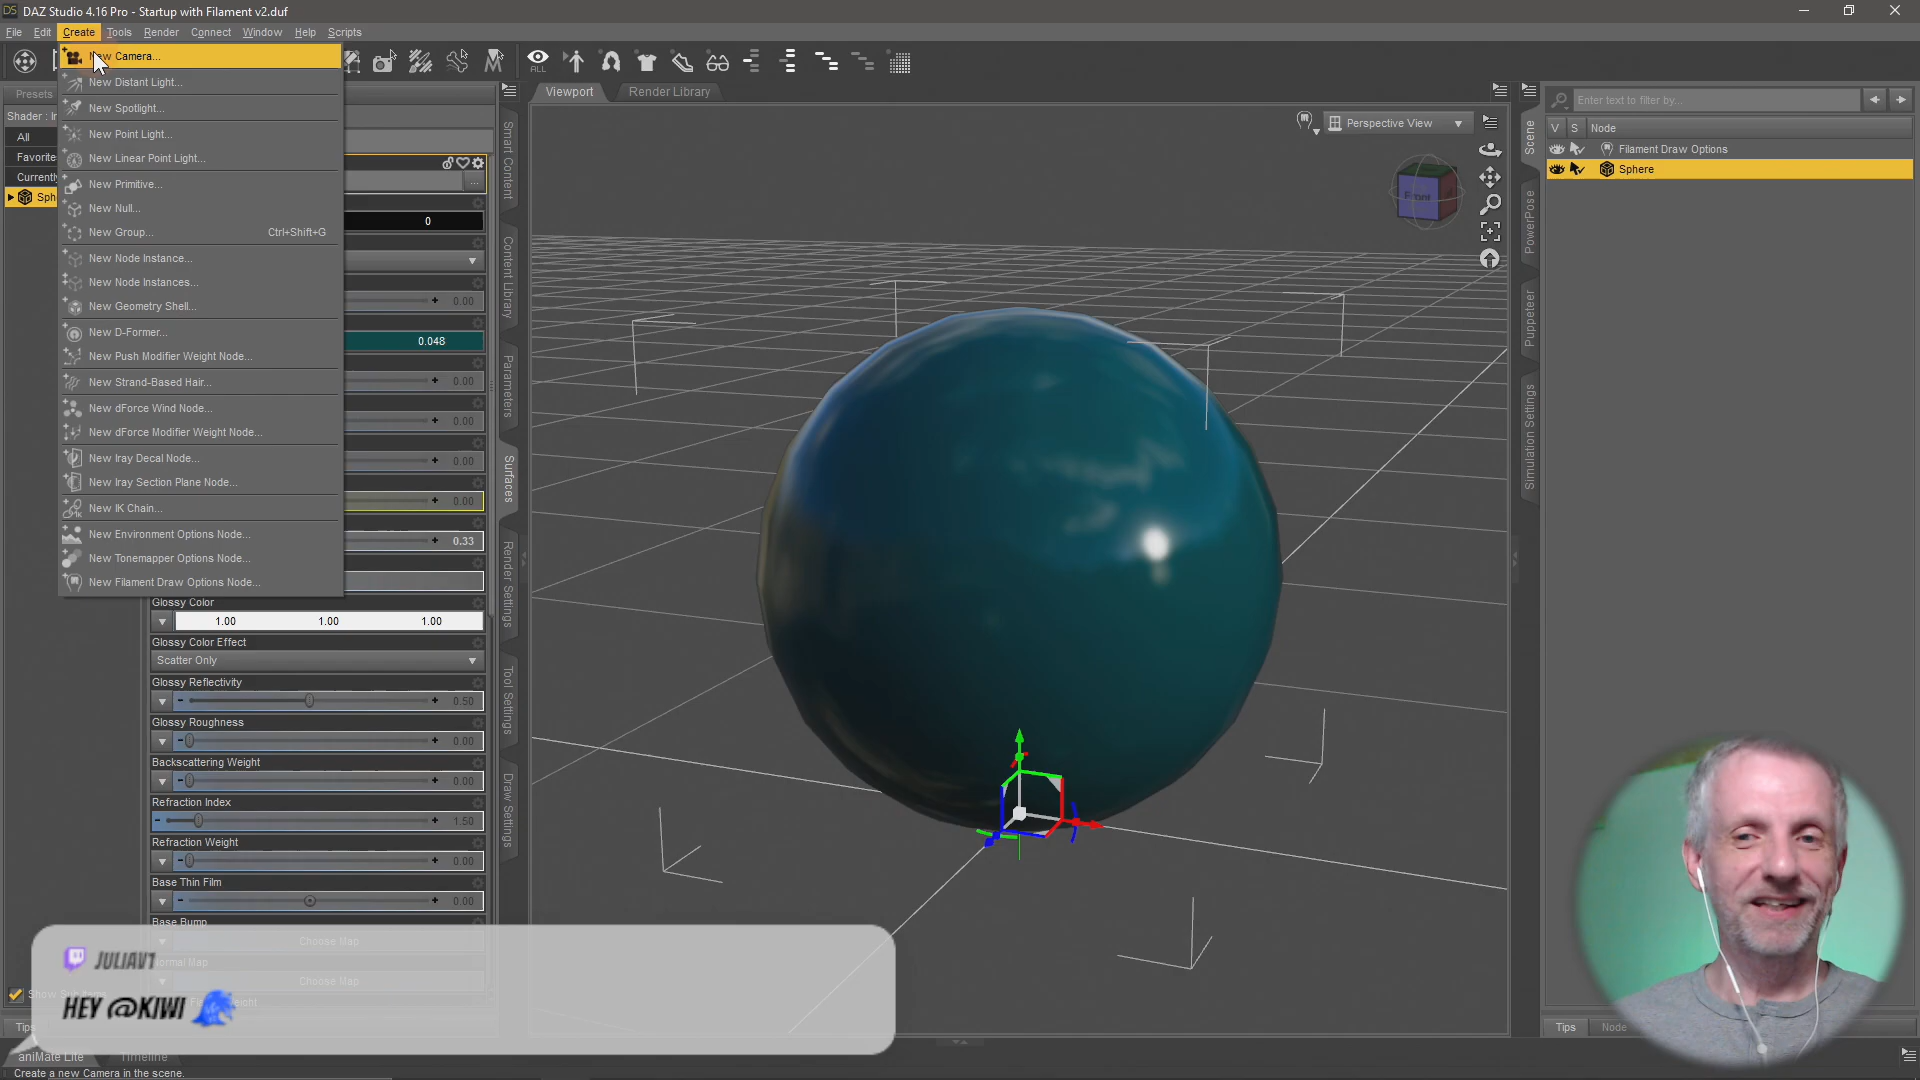 DAZ Studio 4.16 Pro - Startup with Filament v2.duf
File Edit Create Tools Render Connect Window Help Scripts
New Camera...
New Distant Light...
New Spotlight...
New Point Light...
New Linear Point Light...
New Primitive...
New Null...
New Group... Ctrl+Shift+G
New Node Instance...
New Node Instances...
New Geometry Shell...
New D-Former...
New Push Modifier Weight Node...
New Strand-Based Hair...
New dForce Wind Node...
New dForce Modifier Weight Node...
New Iray Decal Node...
New Iray Section Plane Node...
New IK Chain...
New Environment Options Node...
New Tonemapper Options Node...
New Filament Draw Options Node...
Presets
Shader : Ir
All
Favorite
Currently
Sph
0
0.00
0.048
0.00
0.00
0.00
0.00
0.33
Glossy Color
1.00 1.00 1.00
Glossy Color Effect
Scatter Only
Glossy Reflectivity
0.50
Glossy Roughness
0.00
Backscattering Weight
0.00
Refraction Index
1.50
Refraction Weight
0.00
Base Thin Film
0.00
Base Bump
Choose Map
Normal Map
Choose Map
Show Sub Items
Tips
aniMate Lite Timeline
Create a new Camera in the scene.
JULIAV1
HEY @KIWI
Smart Content
Content Library
Parameters
Surfaces
Render Settings
Tool Settings
Draw Settings
ALL
Viewport Render Library
Perspective View
Front
Scene
PowerPose
Puppeteer
Simulation Settings
Enter text to filter by...
V S Node
Filament Draw Options
Sphere
Tips Node